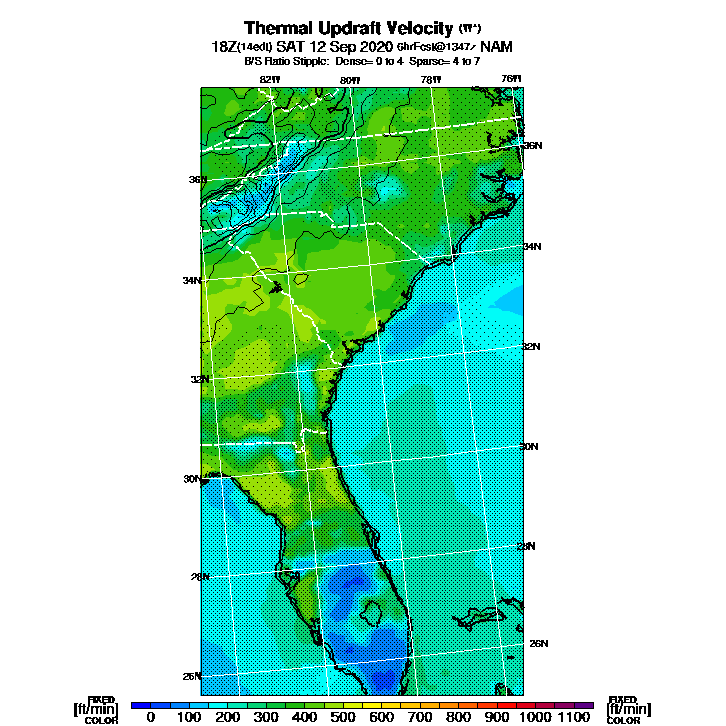 Thermal Updraft Velocity (W*)
18Z(14edt) SAT 12 Sep 2020 6hrFcst@1347z NAM
B/S Ratio Stipple: Dense= 0 to 4 Sparse= 4 to 7
82W 80W 78W 76W
36N
36N
34N
34N
32N
32N
30N
30N
28N
28N
26N
26N
FIXED
[ft/min]
COLOR
0 100 200 300 400 500 600 700 800 900 1000 1100
FIXED
[ft/min]
COLOR